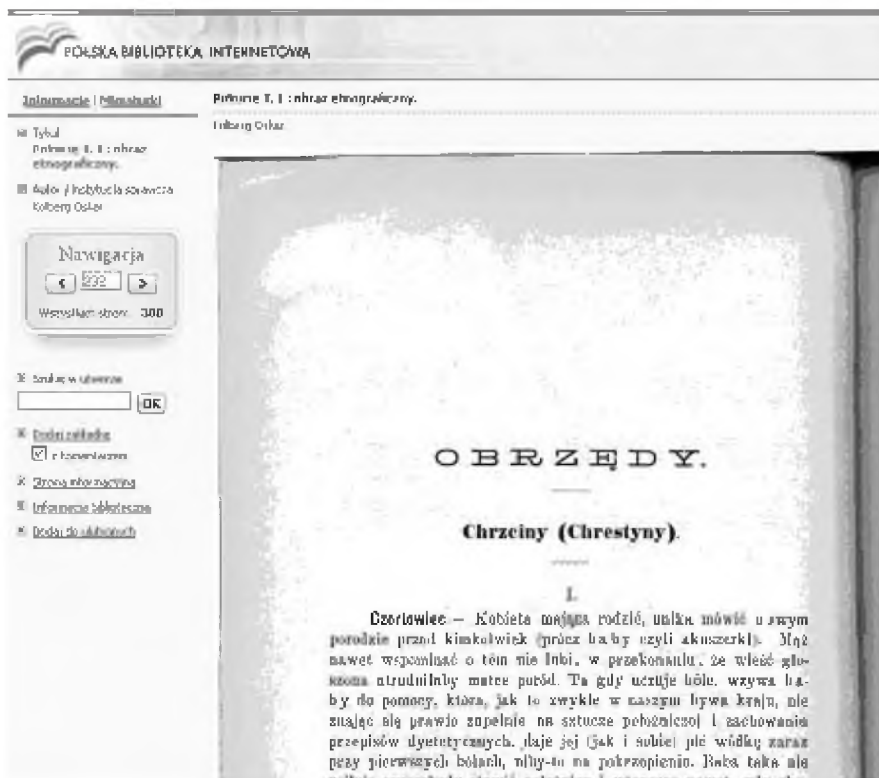 POLSKA BIBLIOTEKA INTERNETOWA
Informacje | Miniaturki
Pokucie T. 1 : obraz etnograficzny.
Kolberg Oskar
Tytuł
Pokucie T. 1 : obraz
etnograficzny.
Autor / Instytucja sprawcza
Kolberg Oskar
Nawigacja
< 232 >
Wszystkich stron: 300
Szukaj w utworze
OK
Dodaj zakładkę
z komentarzem
Strona informacyjna
Informacje biblioteczne
Dodaj do ulubionych
OBRZĘDY.
Chrzciny (Chrestyny).
I.
Czortowiec — Kobieta mająca rodzić, unika mówić o swym
porodzie przed kimkolwiek (prócz baby czyli akuszerki). Mąż
nawet wspominać o tém nie lubi, w przekonaniu, że wieść gło-
szona utrudniłaby matce poród. Ta gdy uczuje bóle, wzywa ba-
by do pomocy, która, jak to zwykle w naszym bywa kraju, nie
znając się prawie zupełnie na sztuce położniczej i zachowaniu
przepisów dyetetycznych, daje jej (jak i sobie) pić wódkę zaraz
przy pierwszych bólach, niby-to na pokrzepienie. Baba taka nie